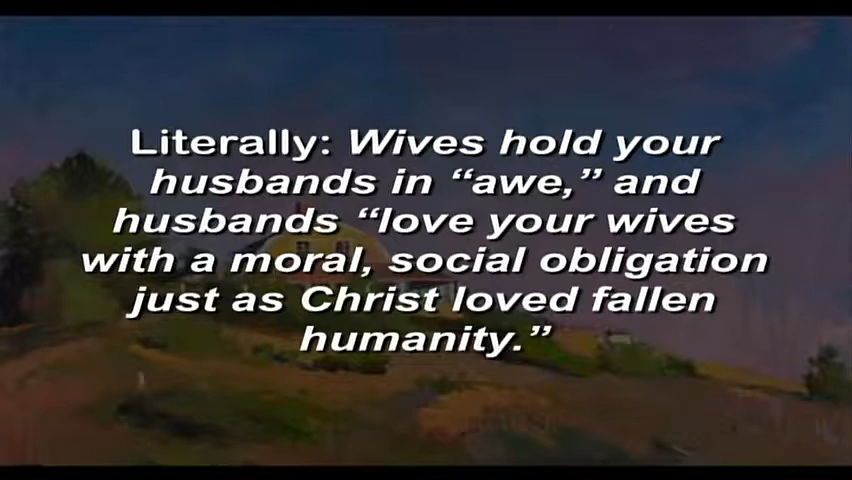 Literally: Wives hold your
husbands in “awe,” and
husbands “love your wives
with a moral, social obligation
just as Christ loved fallen
humanity.”